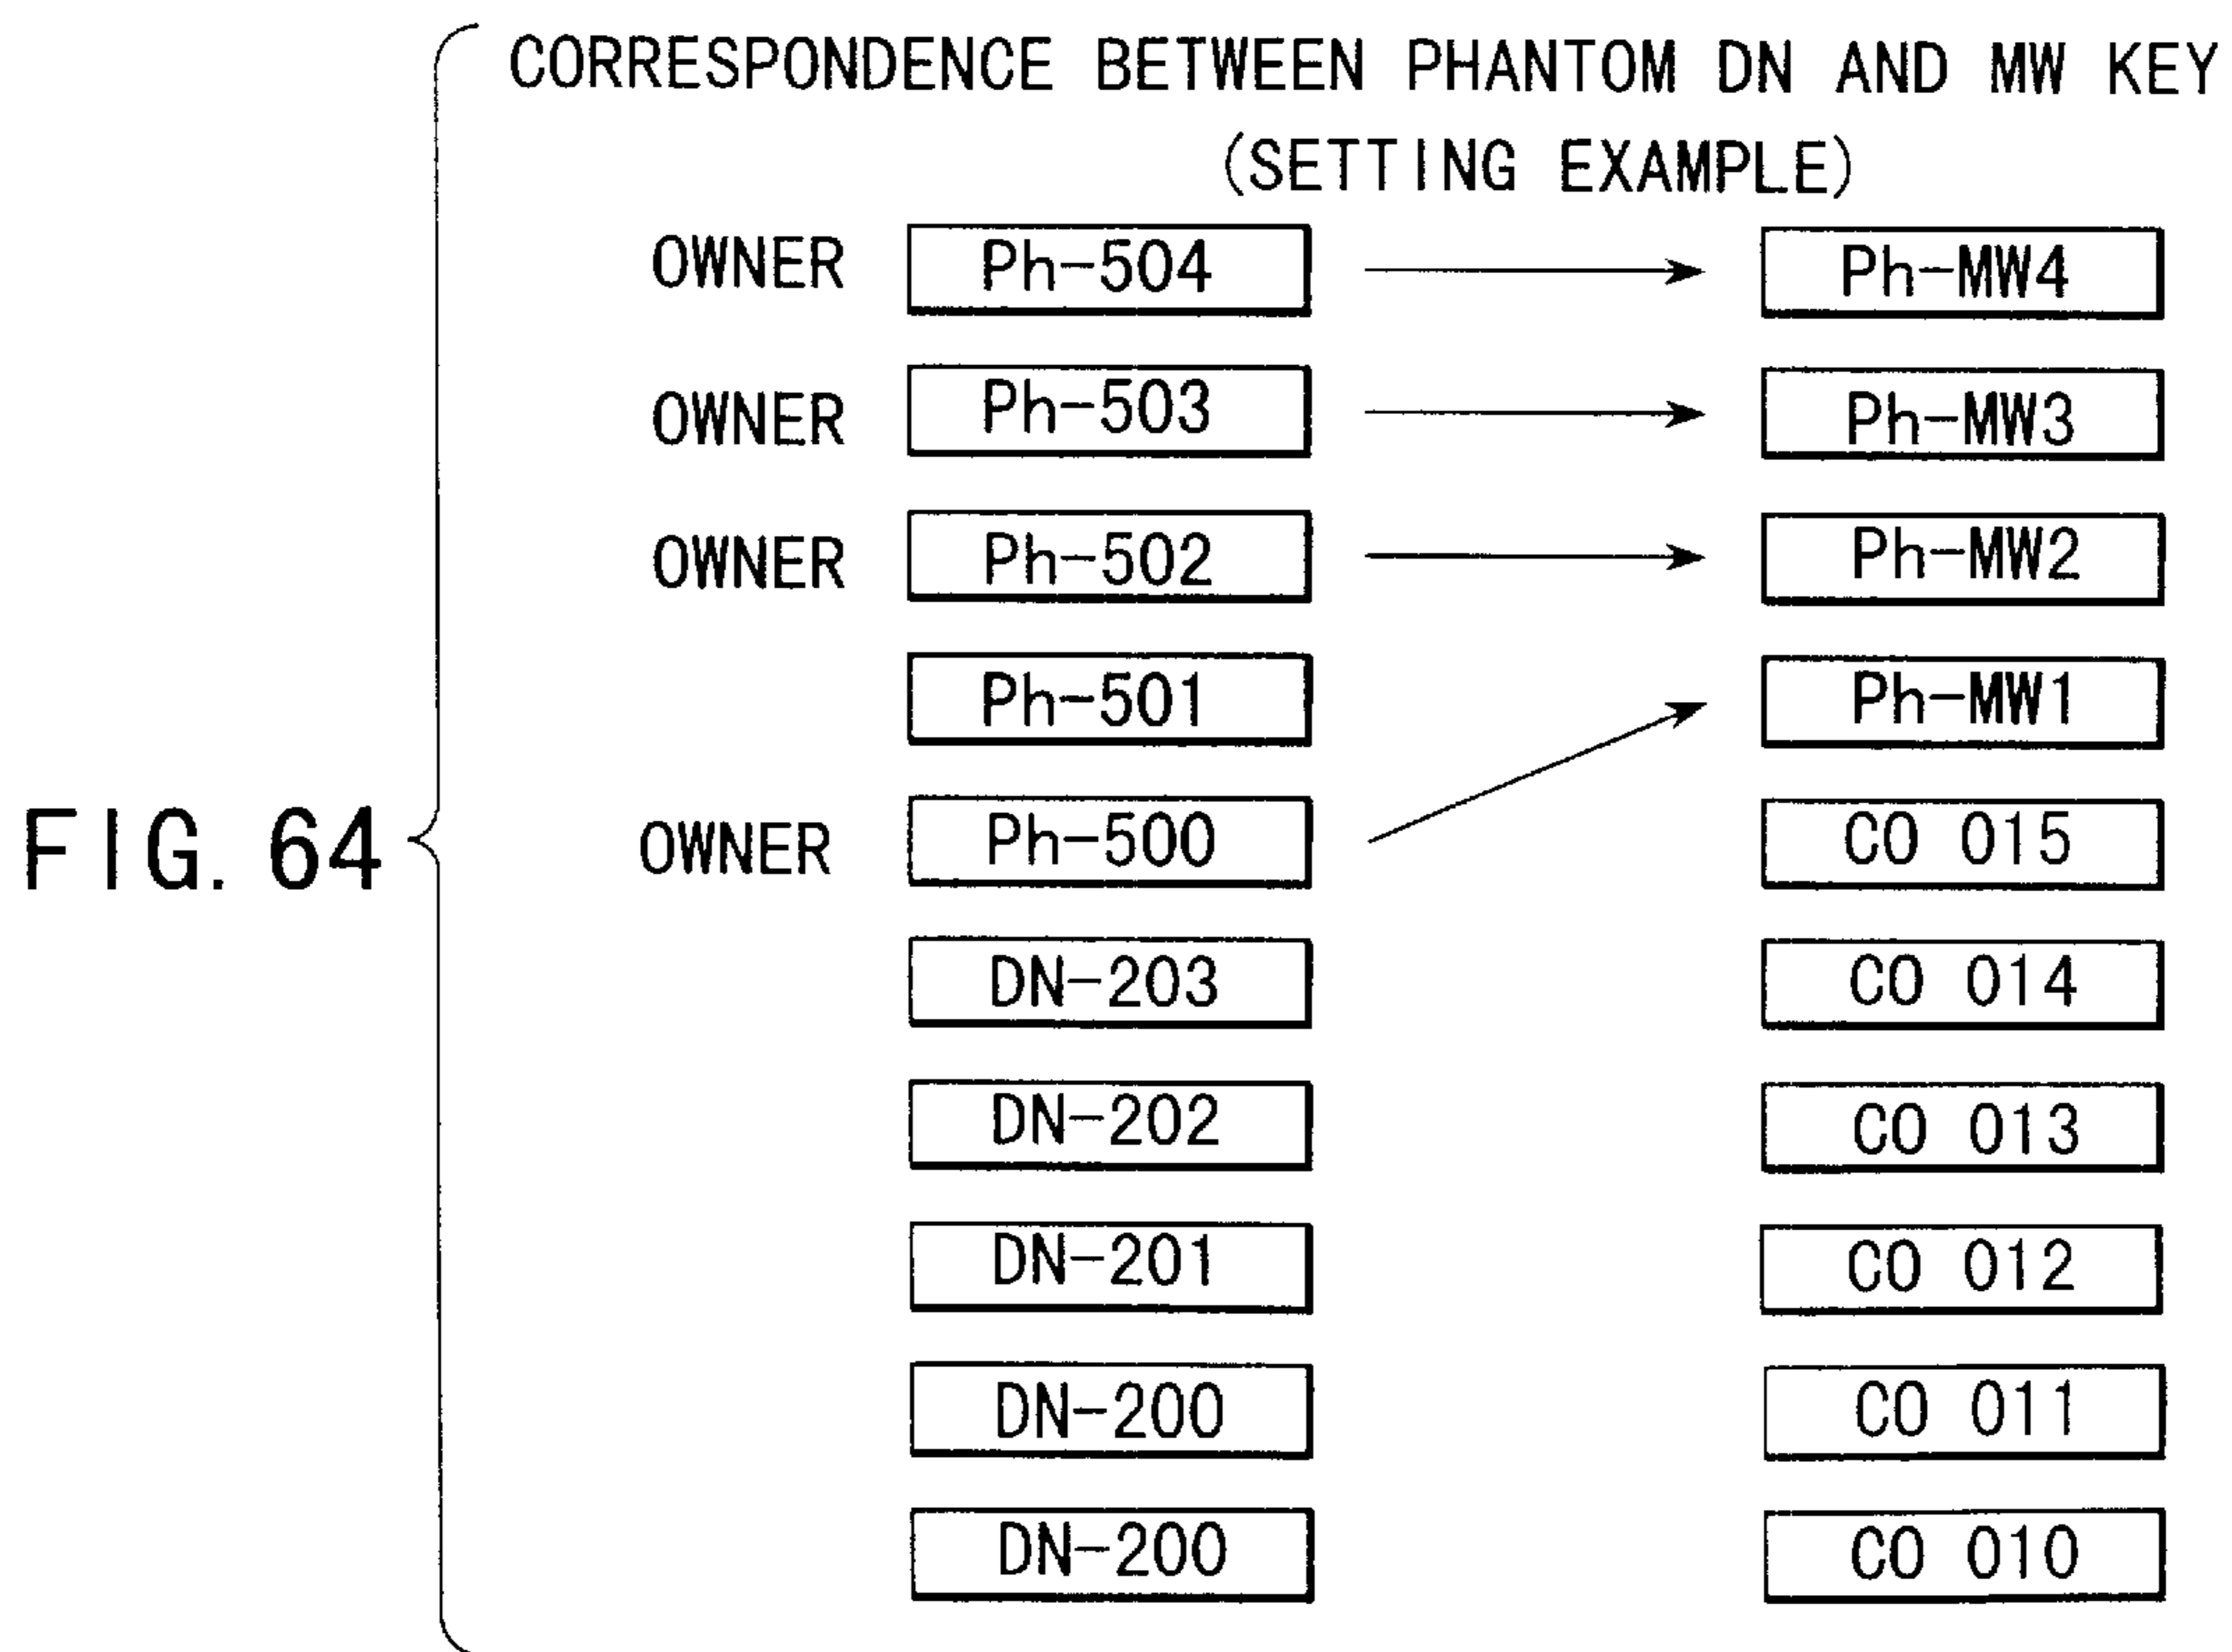 CORRESPONDENCE BETWEEN PHANTOM DN AND MW KEY
(SETTING EXAMPLE)
OWNER Ph-504 Ph-MW4
OWNER Ph-503 Ph-MW3
OWNER Ph-502 Ph-MW2
Ph-501 Ph-MW1
FIG. 64 OWNER Ph-500 CO 015
DN-203 CO 014
DN-202 CO 013
DN-201 CO 012
DN-200 CO 011
DN-200 CO 010